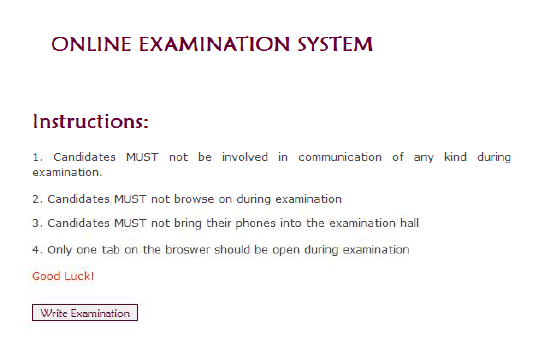 ONLINE EXAMINATION SYSTEM
Instructions:
1. Candidates MUST not be involved in communication of any kind during
examination.
2. Candidates MUST not browse on during examination
3. Candidates MUST not bring their phones into the examination hall
4. Only one tab on the broswer should be open during examination
Good Luck!
Write Examination